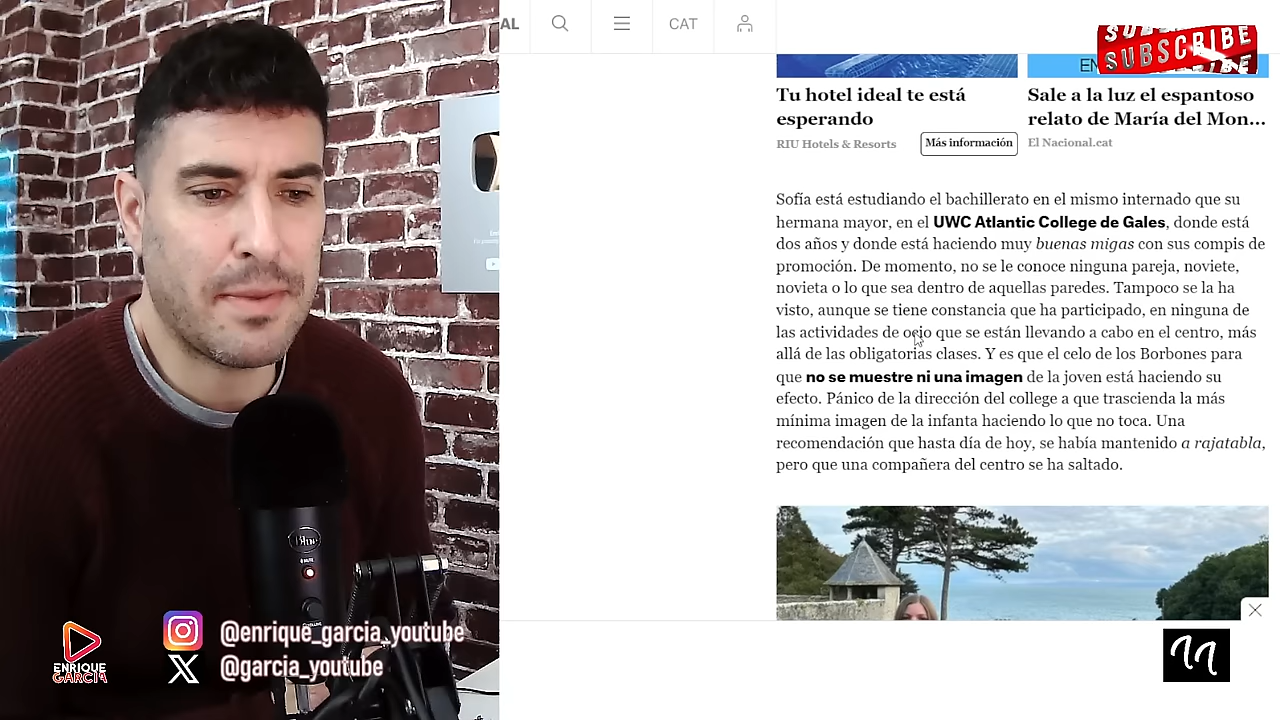 AL
CAT
SUBSCRIBE
EN
Tu hotel ideal te está
esperando
RIU Hotels & Resorts
Más información
Sale a la luz el espantoso
relato de María del Mon...
El Nacional.cat
Sofía está estudiando el bachillerato en el mismo internado que su
hermana mayor, en el UWC Atlantic College de Gales, donde está
dos años y donde está haciendo muy buenas migas con sus compis de
promoción. De momento, no se le conoce ninguna pareja, noviete,
novieta o lo que sea dentro de aquellas paredes. Tampoco se la ha
visto, aunque se tiene constancia que ha participado, en ninguna de
las actividades de ocio que se están llevando a cabo en el centro, más
allá de las obligatorias clases. Y es que el celo de los Borbones para
que no se muestre ni una imagen de la joven está haciendo su
efecto. Pánico de la dirección del college a que trascienda la más
mínima imagen de la infanta haciendo lo que no toca. Una
recomendación que hasta día de hoy, se había mantenido a rajatabla,
pero que una compañera del centro se ha saltado.
Blue
MUTE
ENRIQUE
GARCIA
@enrique_garcia_youtube
@garcia_youtube